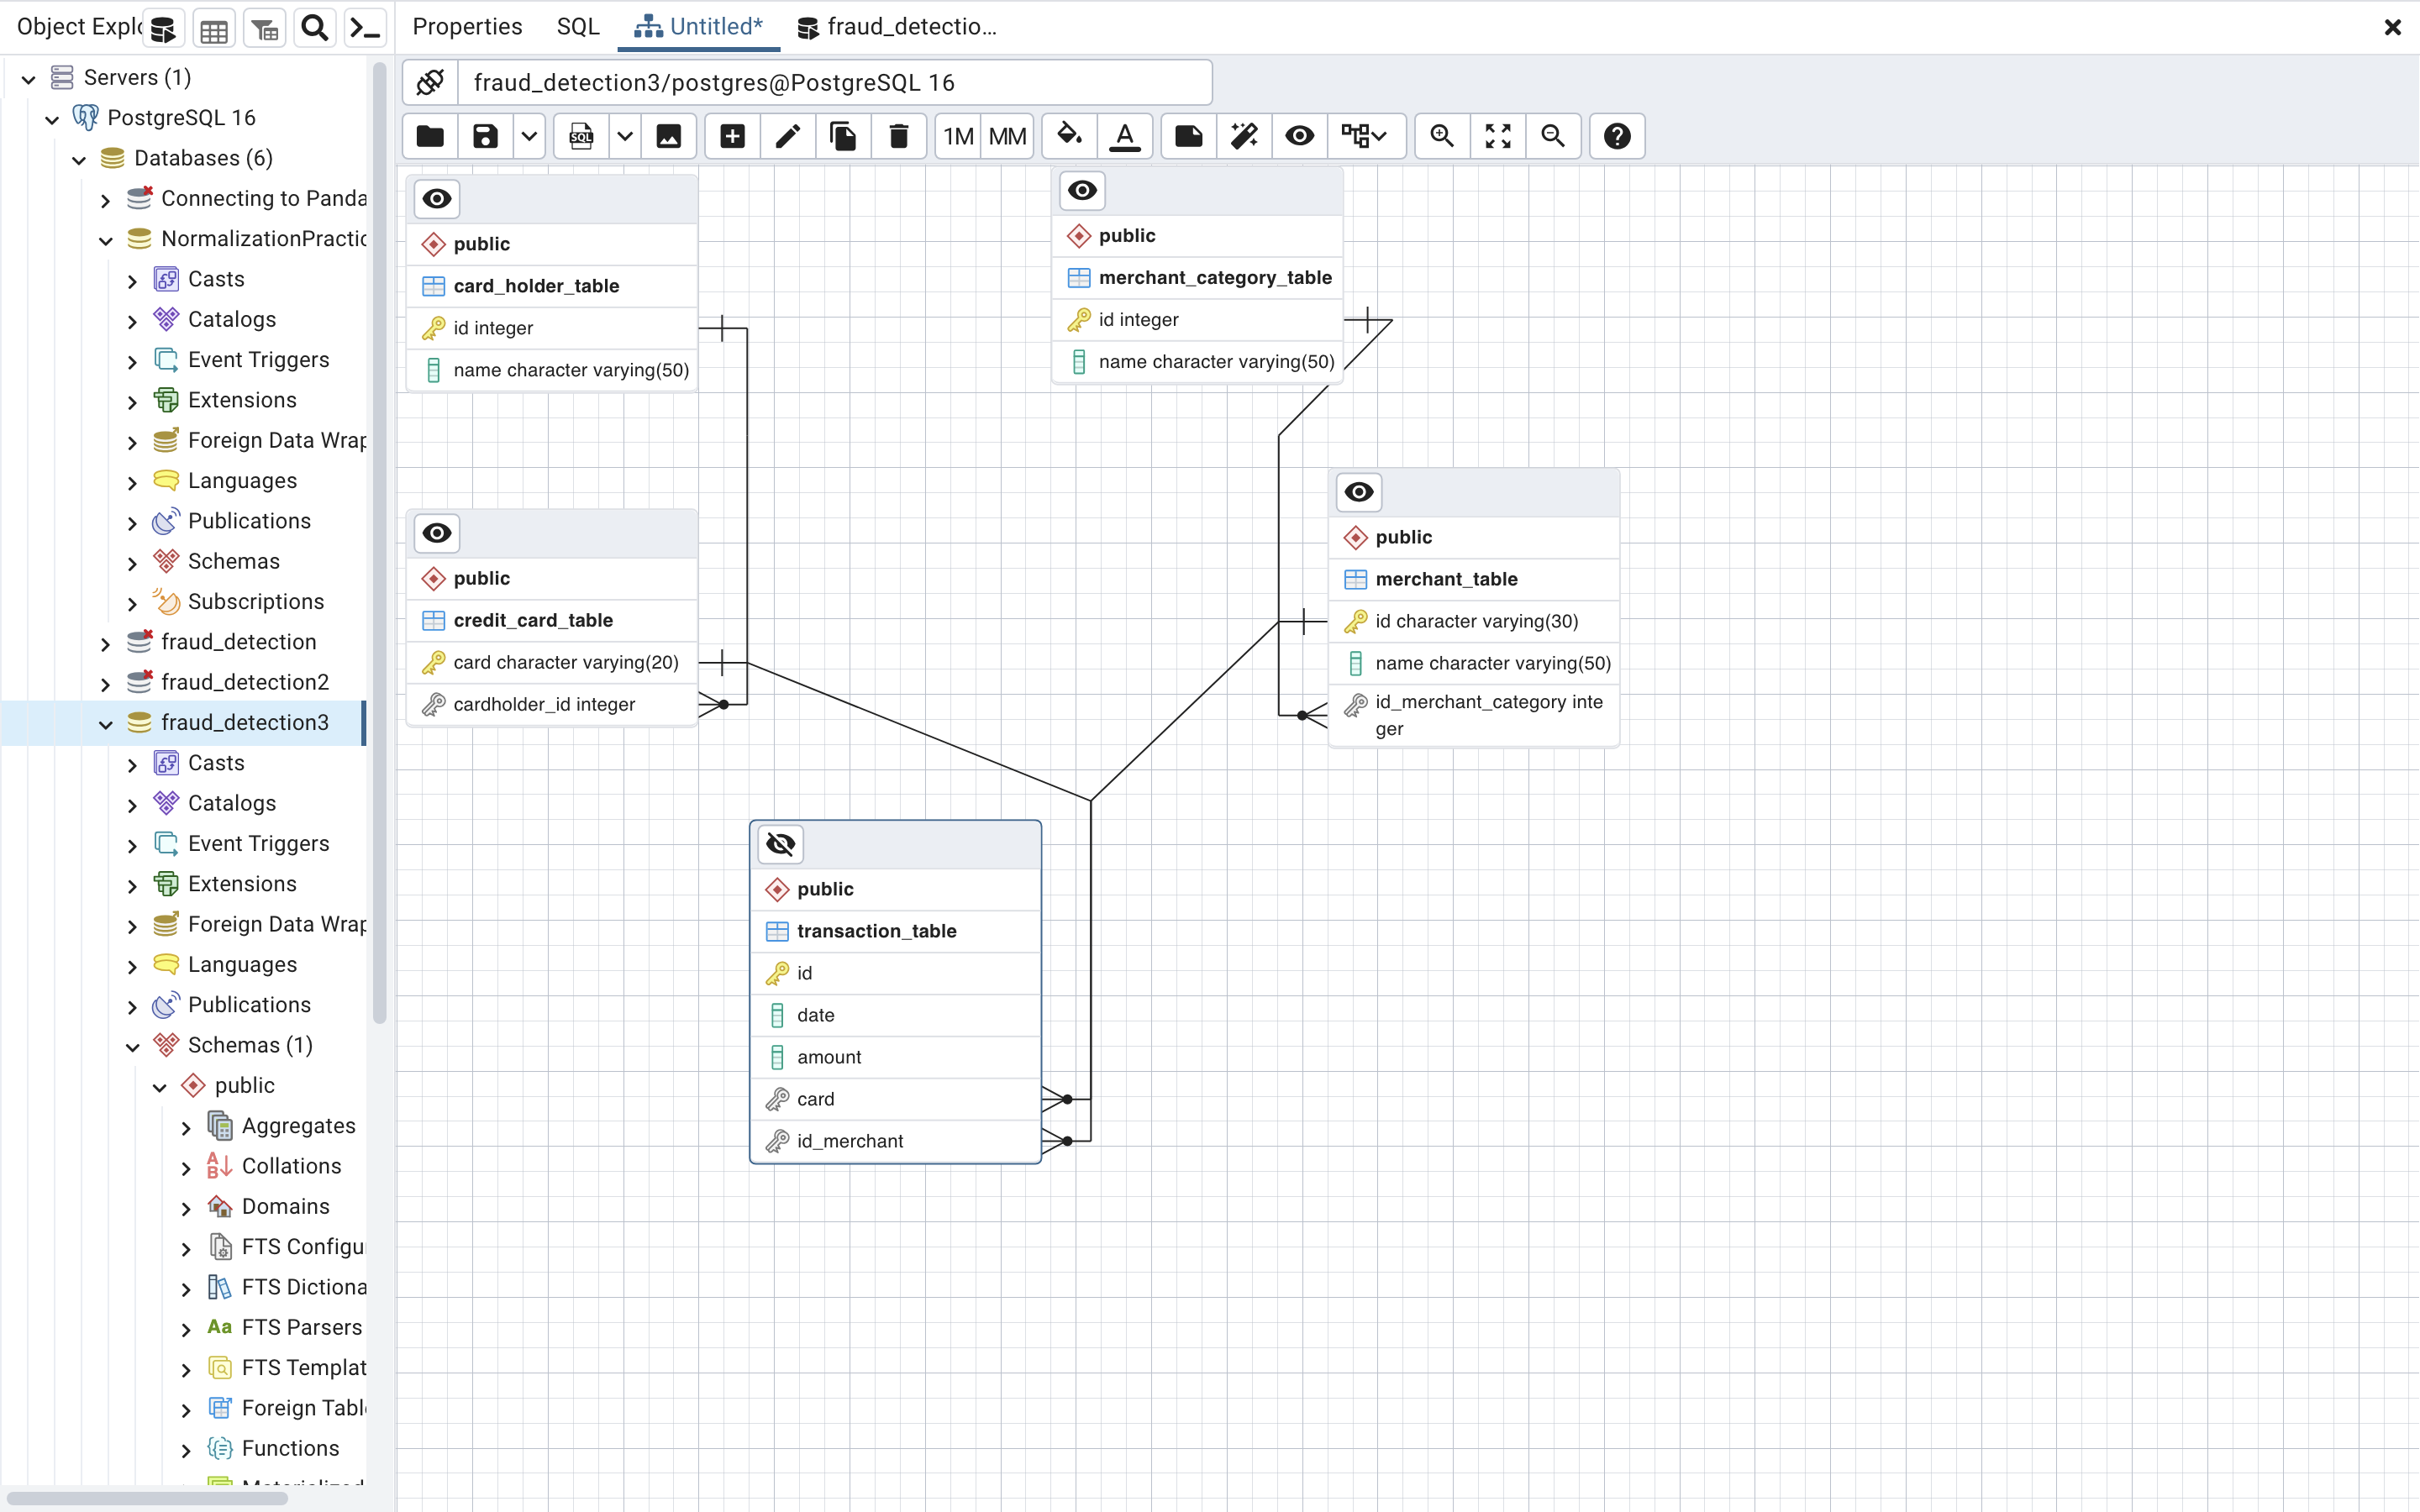 Object Explo
Properties
SQL
Untitled*
fraud_detectio...
fraud_detection3/postgres@PostgreSQL 16
SQL
1M
MM
A
Servers (1)
PostgreSQL 16
Databases (6)
Connecting to Panda
NormalizationPractic
Casts
Catalogs
Event Triggers
Extensions
Foreign Data Wrap
Languages
Publications
Schemas
Subscriptions
fraud_detection
fraud_detection2
fraud_detection3
Casts
Catalogs
Event Triggers
Extensions
Foreign Data Wrap
Languages
Publications
Schemas (1)
public
Aggregates
Collations
Domains
FTS Configu
FTS Dictiona
Aa FTS Parsers
FTS Templat
Foreign Tabl
Functions
Materialized
public
card_holder_table
id integer
name character varying(50)
public
merchant_category_table
id integer
name character varying(50)
public
credit_card_table
card character varying(20)
cardholder_id integer
public
merchant_table
id character varying(30)
name character varying(50)
id_merchant_category inte
ger
public
transaction_table
id
date
amount
card
id_merchant